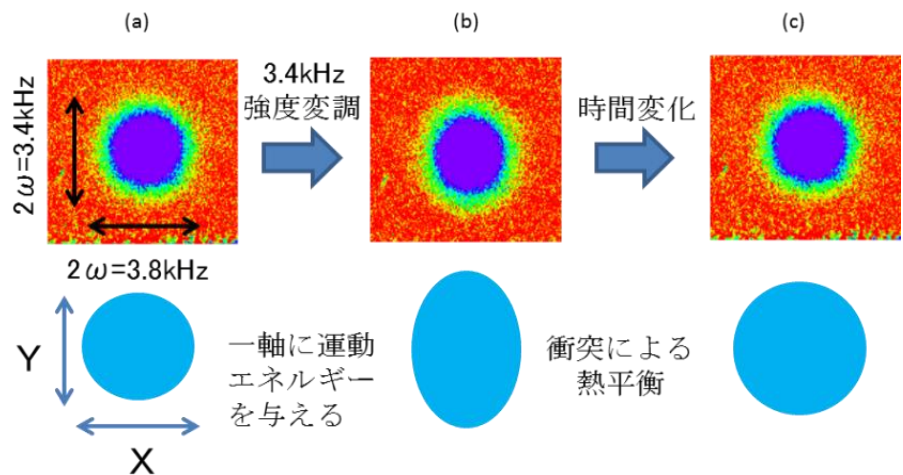 (a)
(b)
(c)
2ω=3.4kHz
3.4kHz
強度変調
時間変化
2ω=3.8kHz
Y
X
一軸に運動
エネルギー
を与える
衝突による
熱平衡